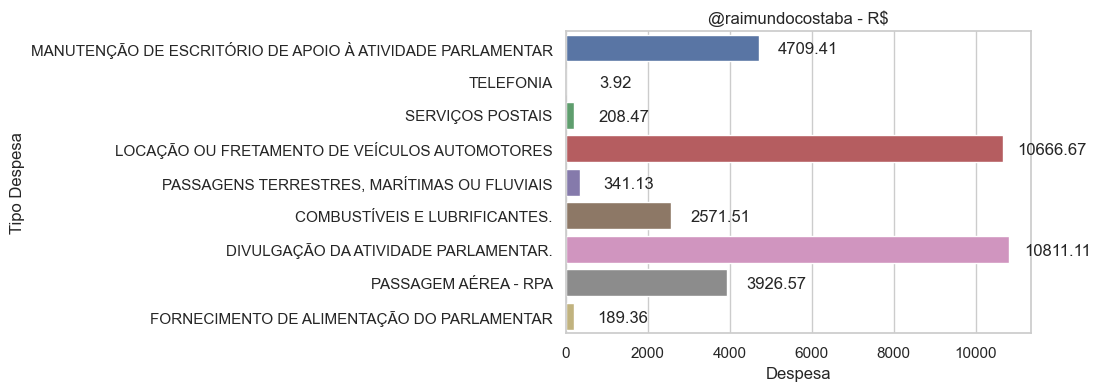 @raimundocostaba - R$
MANUTENÇÃO DE ESCRITÓRIO DE APOIO À ATIVIDADE PARLAMENTAR 4709.41
TELEFONIA 3.92
SERVIÇOS POSTAIS 208.47
LOCAÇÃO OU FRETAMENTO DE VEÍCULOS AUTOMOTORES 10666.67
PASSAGENS TERRESTRES, MARÍTIMAS OU FLUVIAIS 341.13
COMBUSTÍVEIS E LUBRIFICANTES. 2571.51
DIVULGAÇÃO DA ATIVIDADE PARLAMENTAR. 10811.11
PASSAGEM AÉREA - RPA 3926.57
FORNECIMENTO DE ALIMENTAÇÃO DO PARLAMENTAR 189.36
Tipo Despesa
0 2000 4000 6000 8000 10000
Despesa